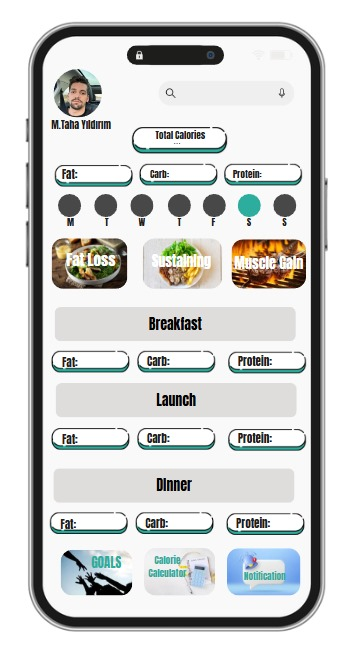 M.Taha Yıldırım
Total Calories
...
Fat:
Carb:
Protein:
M T W T F S S
Fat Loss
Sustaining
Muscle Gain
Breakfast
Fat:
Carb:
Protein:
Launch
Fat:
Carb:
Protein:
DInner
Fat:
Carb:
Protein:
GOALS
Calorie
Calculator
Notification